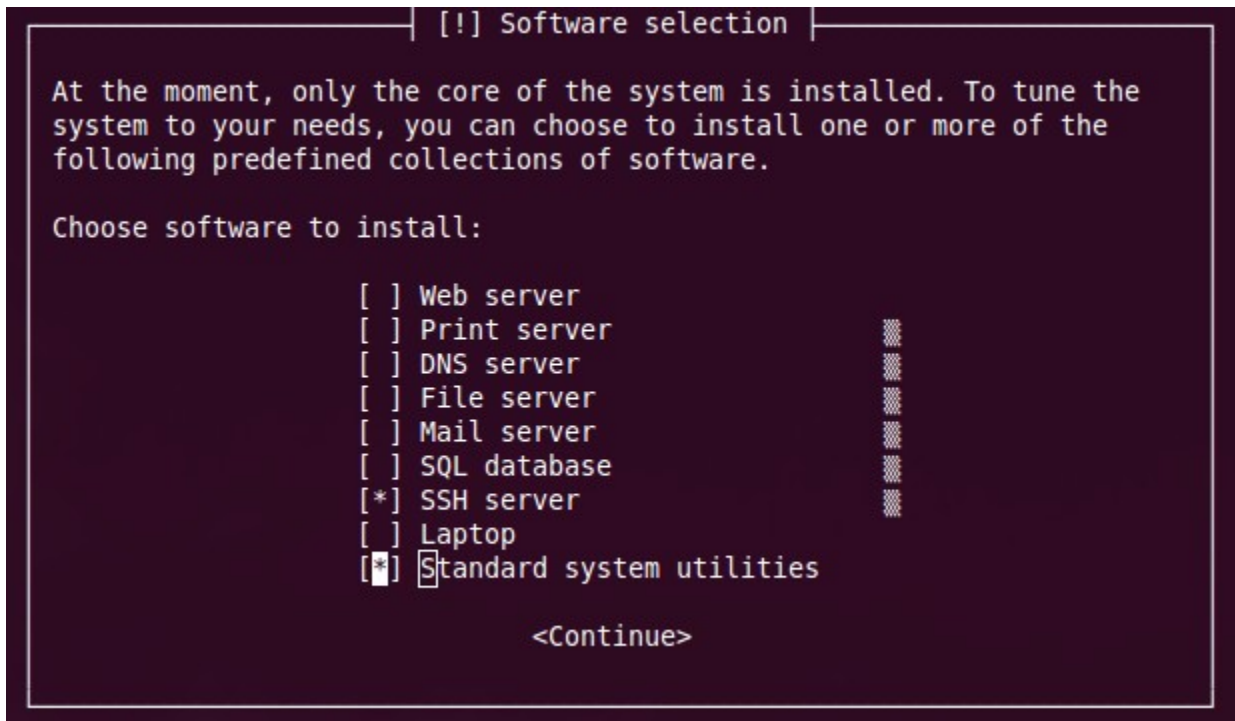 [!] Software selection
At the moment, only the core of the system is installed. To tune the
system to your needs, you can choose to install one or more of the
following predefined collections of software.
Choose software to install:
[ ] Web server
[ ] Print server
[ ] DNS server
[ ] File server
[ ] Mail server
[ ] SQL database
[*] SSH server
[ ] Laptop
[*] Standard system utilities
<Continue>